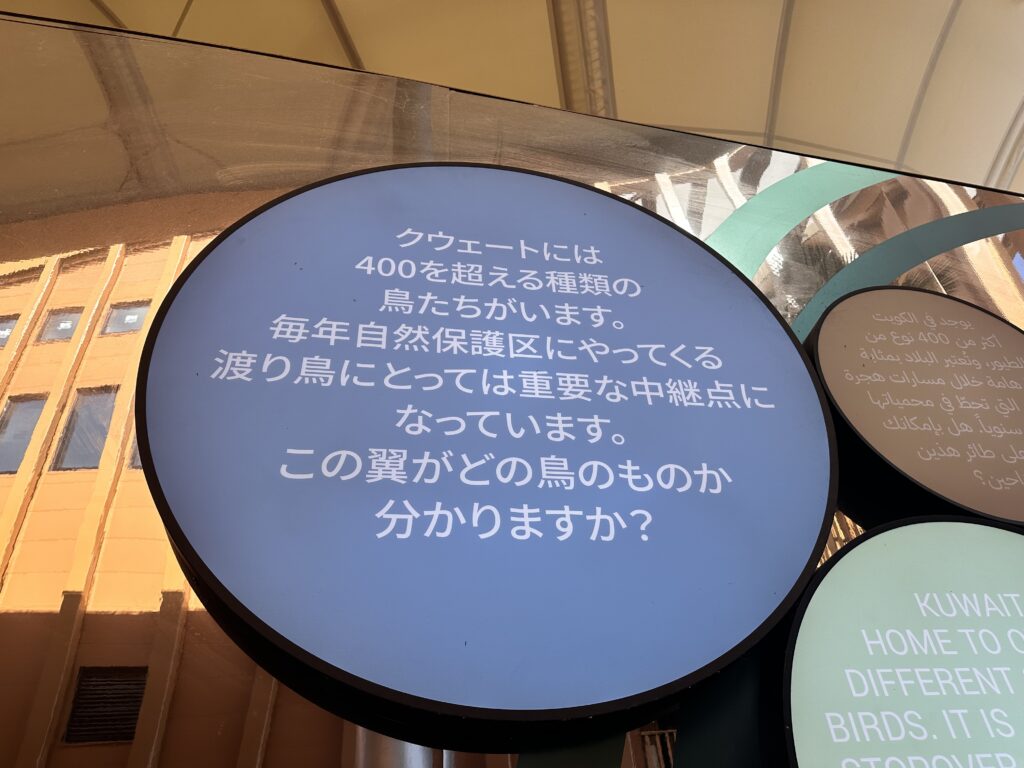 クウェートには
400を超える種類の
鳥たちがいます。
毎年自然保護区にやってくる
渡り鳥にとっては重要な中継点に
なっています。
この翼がどの鳥のものか
分かりますか？
يوجد في الكويت
أكثر من 400 نوع من
الطيور، وتعتبر البلاد بمثابة
هامة خلال مسارات هجرة
التي تحطّ في محمياتها
سنوياً. هل بإمكانك
طائر هذين
KUWAIT
HOME TO
DIFFERENT
BIRDS. IT IS
STOPOVER